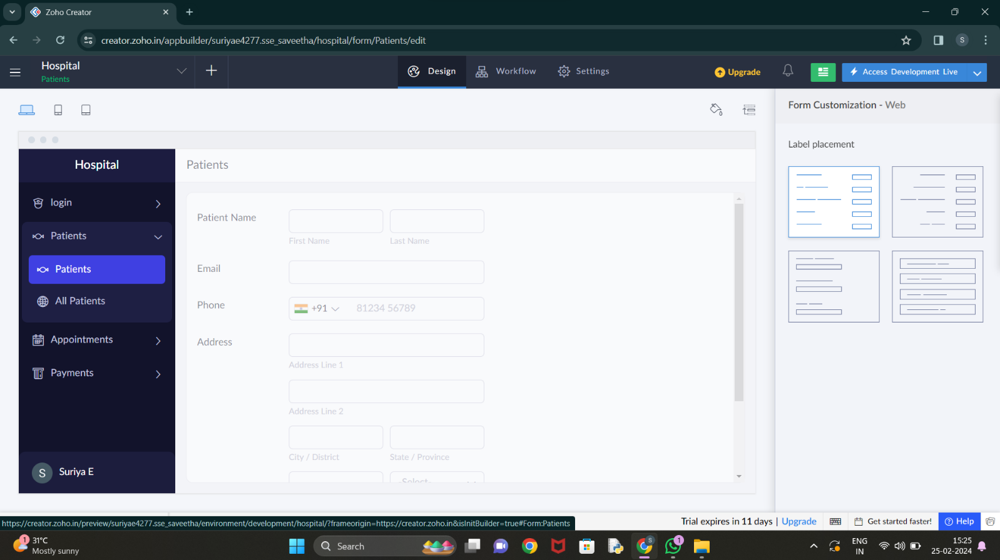 Zoho Creator
creator.zoho.in/appbuilder/suriyae4277.sse_saveetha/hospital/form/Patients/edit
S
Hospital
Patients
Design
Workflow
Settings
Upgrade
Access Development Live
Form Customization - Web
Label placement
Hospital
login
Patients
Patients
All Patients
Appointments
Payments
S
Suriya E
Patients
Patient Name
First Name
Last Name
Email
Phone
+91
81234 56789
Address
Address Line 1
Address Line 2
City / District
State / Province
-Select-
https://creator.zoho.in/preview/suriyae4277.sse_saveetha/environment/development/hospital/?frameorigin=https://creator.zoho.in&isInitBuilder=true#Form:Patients
Trial expires in 11 days | Upgrade
Get started faster!
Help
1
31°C
Mostly sunny
Search
S
1
ENG
IN
15:25
25-02-2024